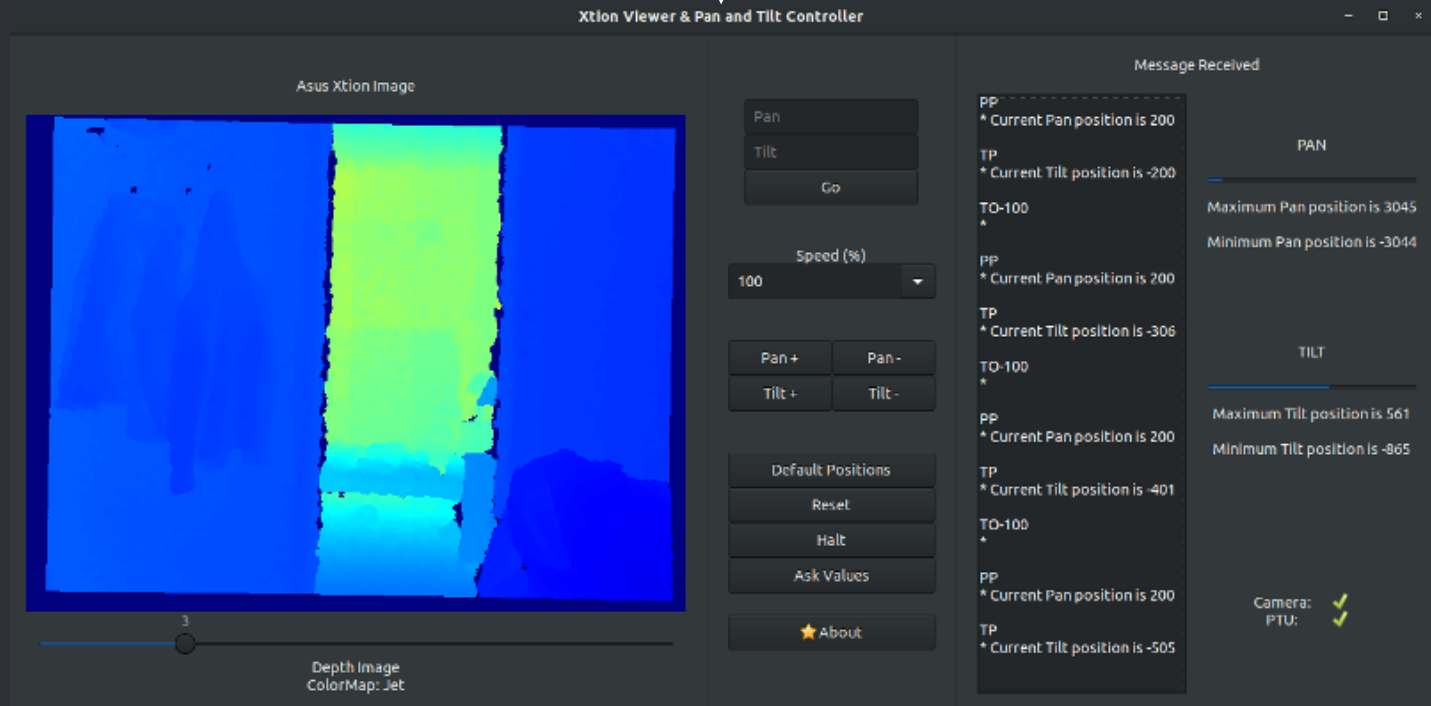 Xtion Viewer & Pan and Tilt Controller
Asus Xtion Image
3
Depth Image
ColorMap: Jet
Pan
Tilt
Go
Speed (%)
100
Pan +
Pan -
Tilt +
Tilt -
Default Positions
Reset
Halt
Ask Values
About
Message Received
PP
* Current Pan position is 200
TP
* Current Tilt position is -200
TO-100
*
PP
* Current Pan position is 200
TP
* Current Tilt position is -306
TO-100
*
PP
* Current Pan position is 200
TP
* Current Tilt position is -401
TO-100
*
PP
* Current Pan position is 200
TP
* Current Tilt position is -505
PAN
Maximum Pan position is 3045
Minimum Pan position is -3044
TILT
Maximum Tilt position is 561
Minimum Tilt position is -865
Camera:
PTU: